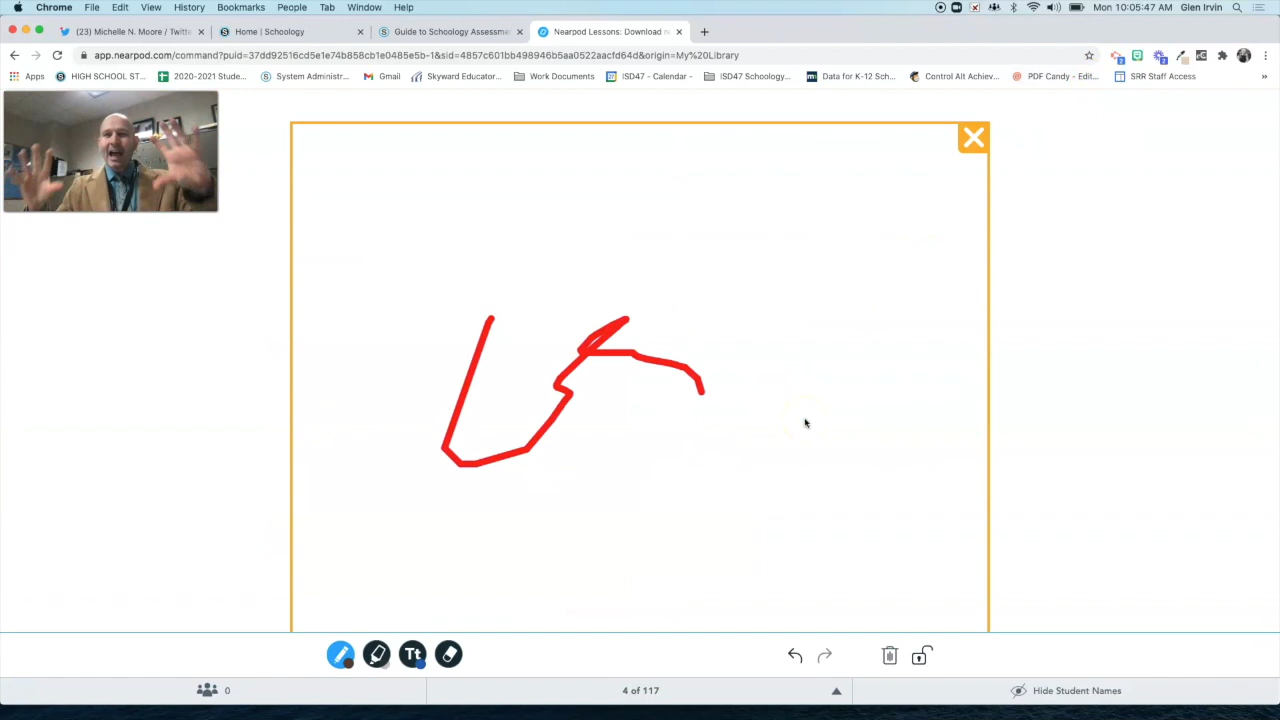 Chrome File Edit View History Bookmarks People Tab Window Help Mon 10:05:47 AM Glen Irvin
(23) Michelle N. Moore / Twitte Home | Schoology Guide to Schoology Assessm Nearpod Lessons: Download r
app.nearpod.com/command?puid=37dd92516cd5e1e74b858cb1e0485e5b-1&sid=4857c601bb498946b5aa0522aacfd64d&origin=My%20Library
Apps HIGH SCHOOL ST... 2020-2021 Stude... System Administr... Gmail Skyward Educator... Work Documents ISD47 - Calendar - ISD47 Schoology... Data for K-12 Sch... Control Alt Achiev... PDF Candy - Edit... SRR Staff Access »
Tt
0 4 of 117 Hide Student Names